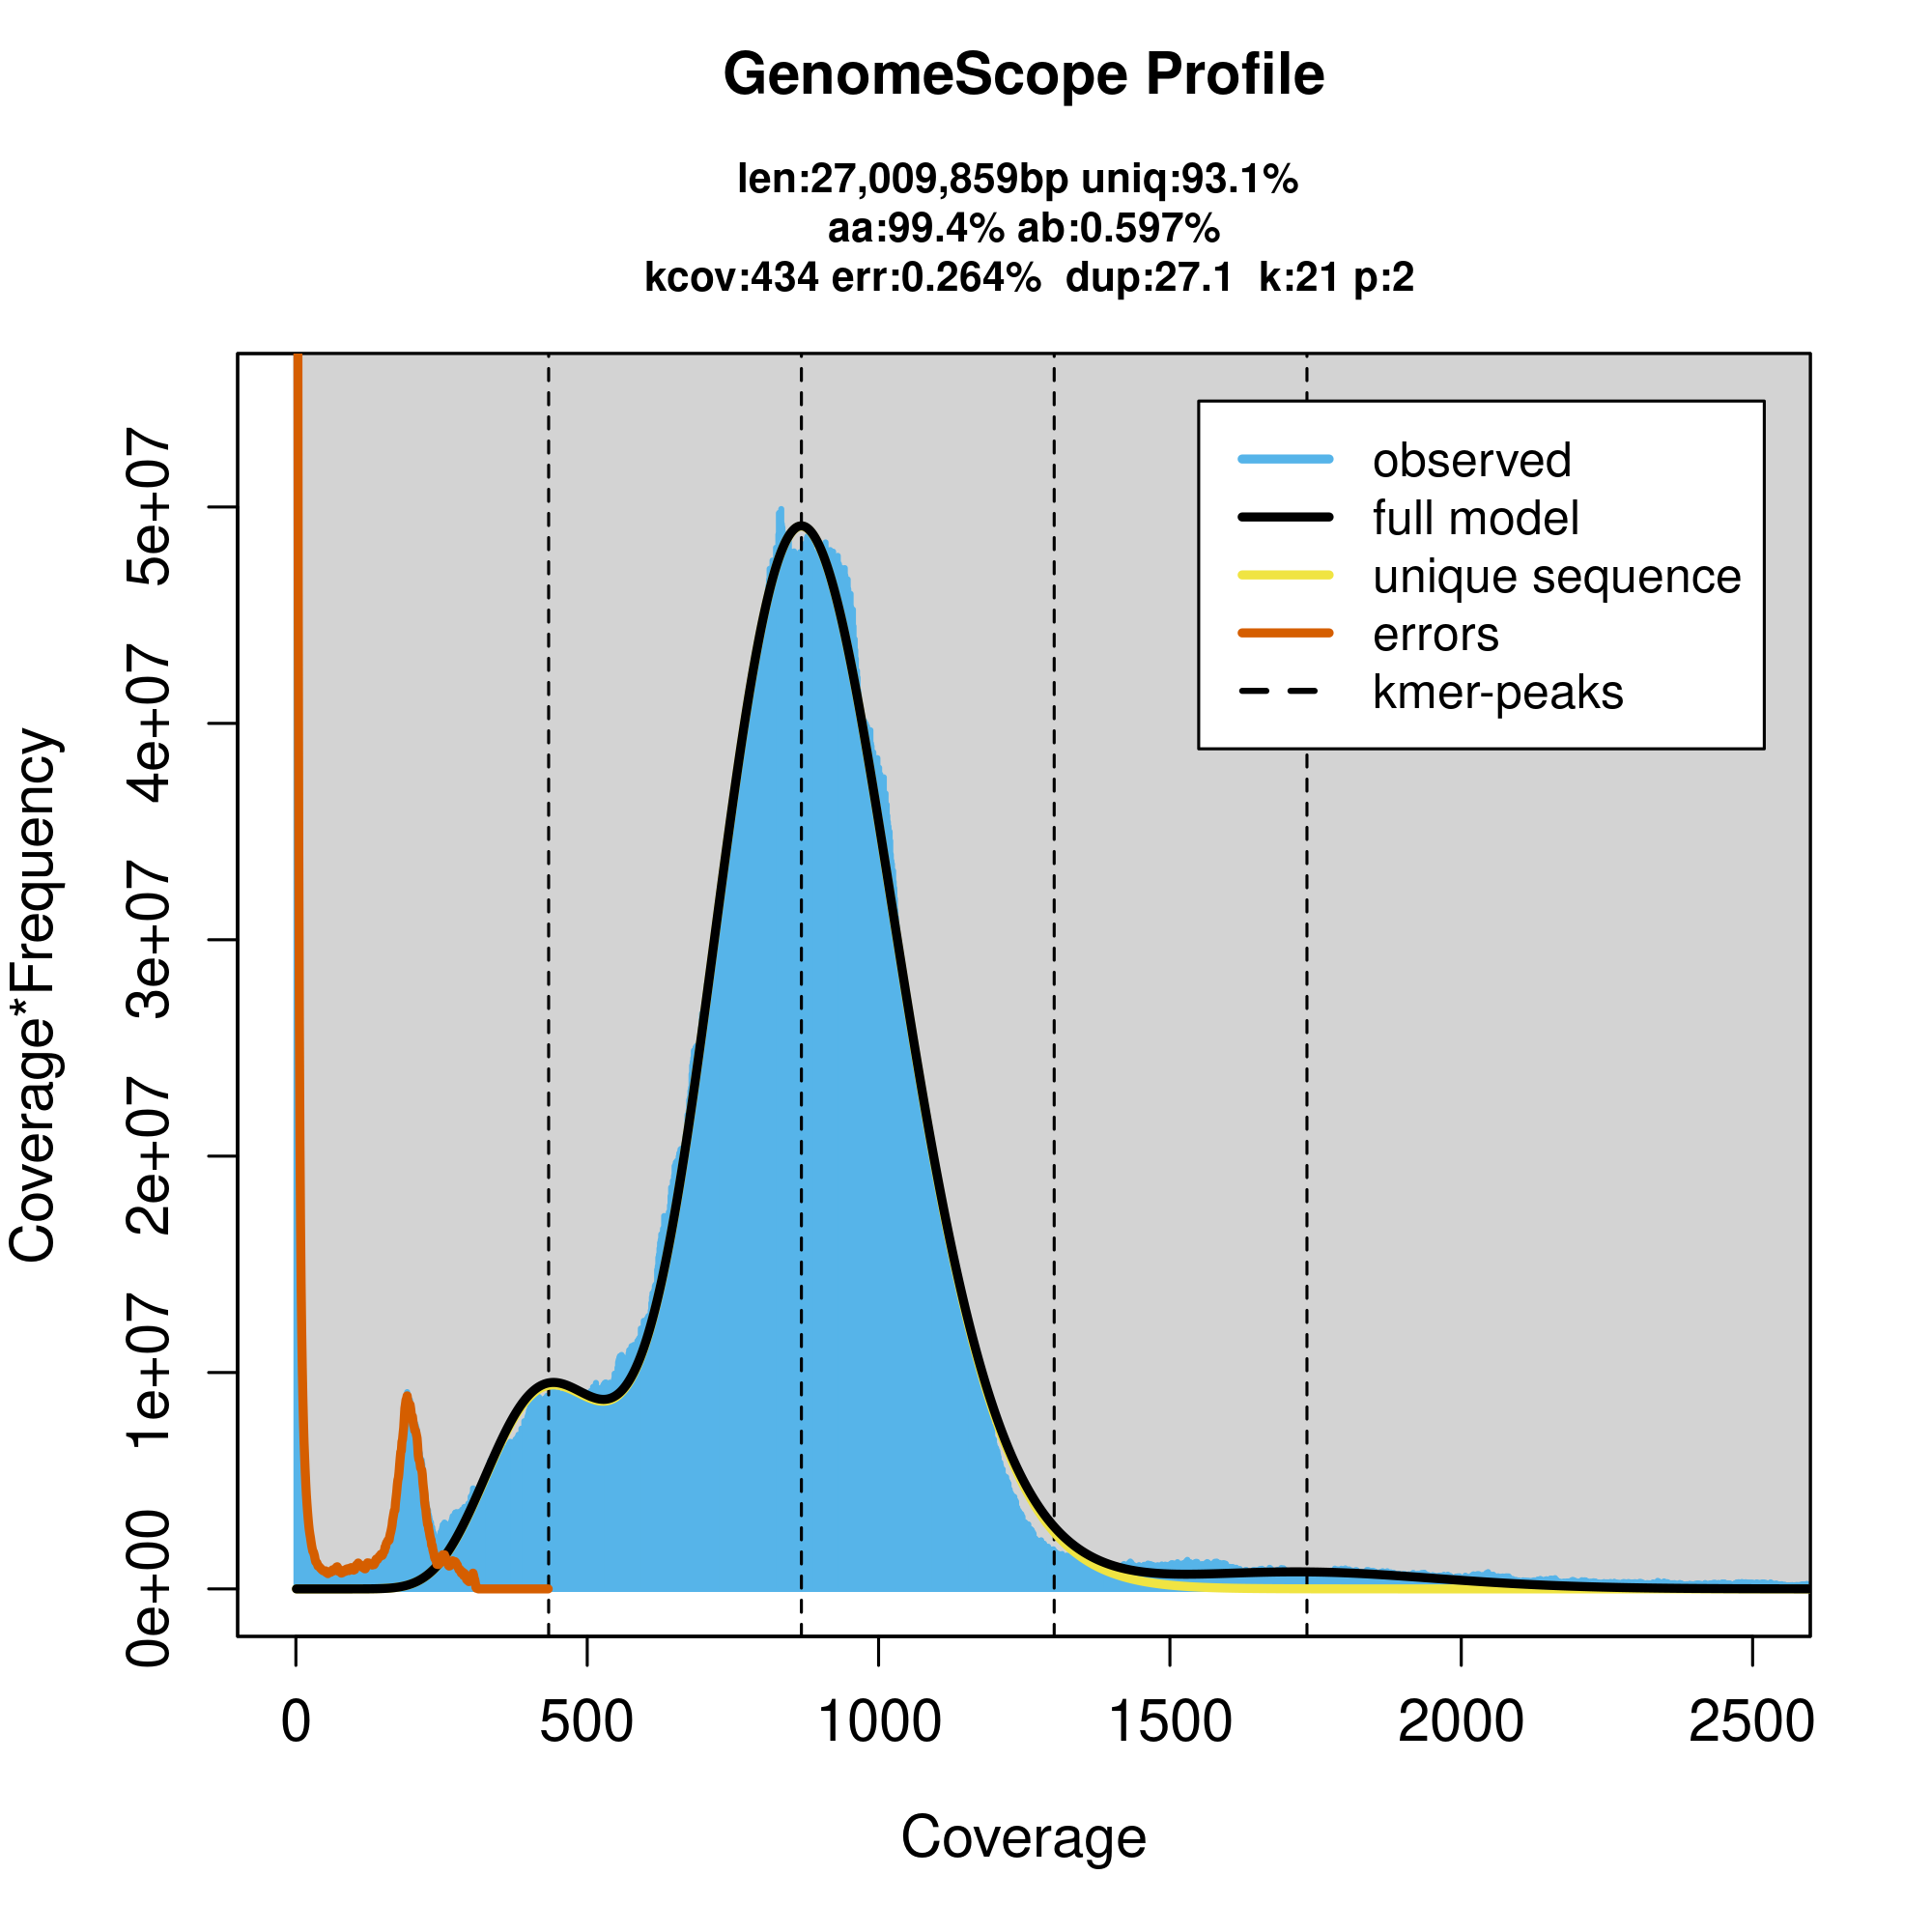 GenomeScope Profile
len:27,009,859bp uniq:93.1%
aa:99.4% ab:0.597%
kcov:434 err:0.264% dup:27.1 k:21 p:2
observed
full model
unique sequence
errors
kmer-peaks
Coverage*Frequency
0e+00 1e+07 2e+07 3e+07 4e+07 5e+07
0 500 1000 1500 2000 2500
Coverage